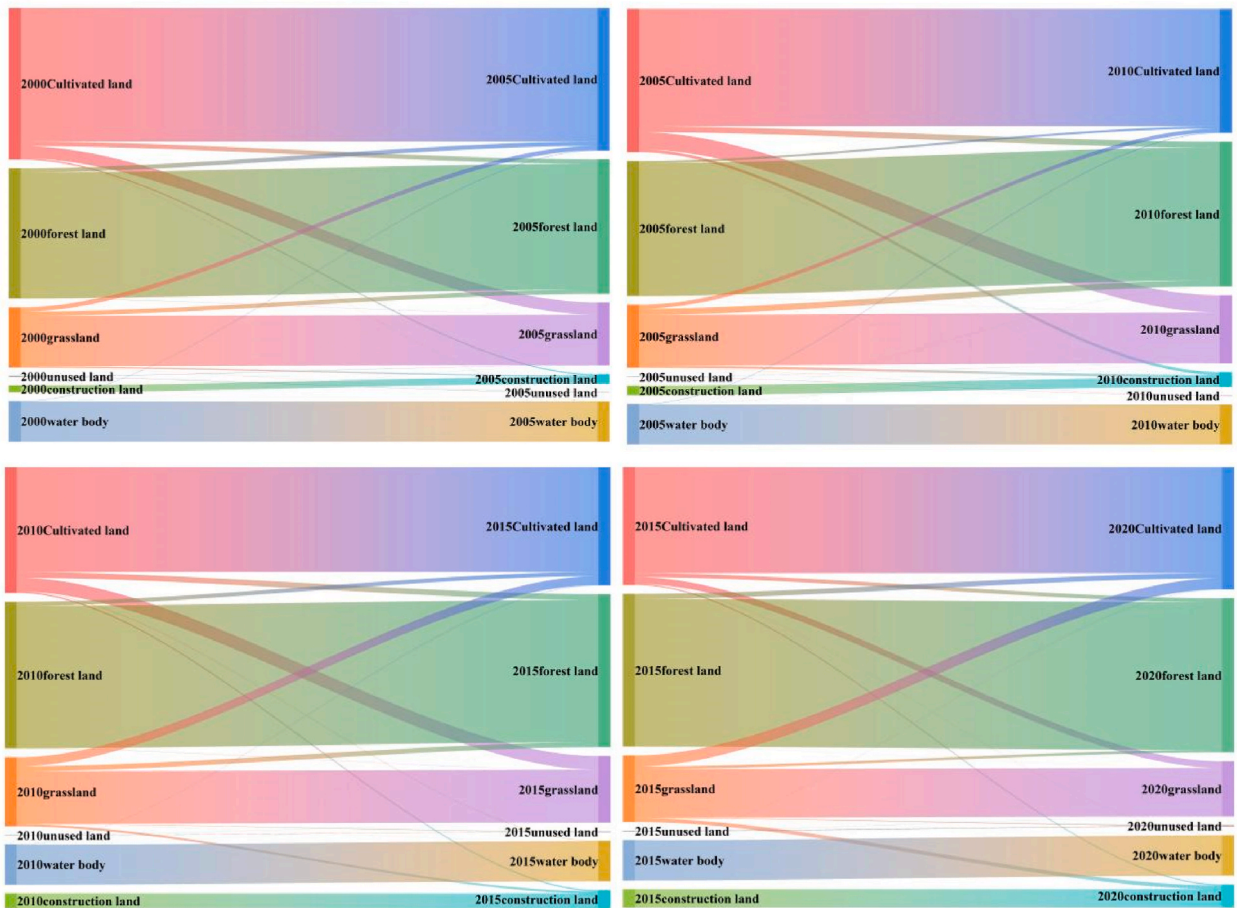 2000Cultivated land
2005Cultivated land
2000forest land
2005forest land
2000grassland
2005grassland
2000unused land
2005construction land
2000construction land
2005unused land
2000water body
2005water body
2005Cultivated land
2010Cultivated land
2005forest land
2010forest land
2005grassland
2010grassland
2005unused land
2010construction land
2005construction land
2010unused land
2005water body
2010water body
2010Cultivated land
2015Cultivated land
2010forest land
2015forest land
2010grassland
2015grassland
2010unused land
2015unused land
2010water body
2015water body
2010construction land
2015construction land
2015Cultivated land
2020Cultivated land
2015forest land
2020forest land
2015grassland
2020grassland
2015unused land
2020unused land
2015water body
2020water body
2015construction land
2020construction land